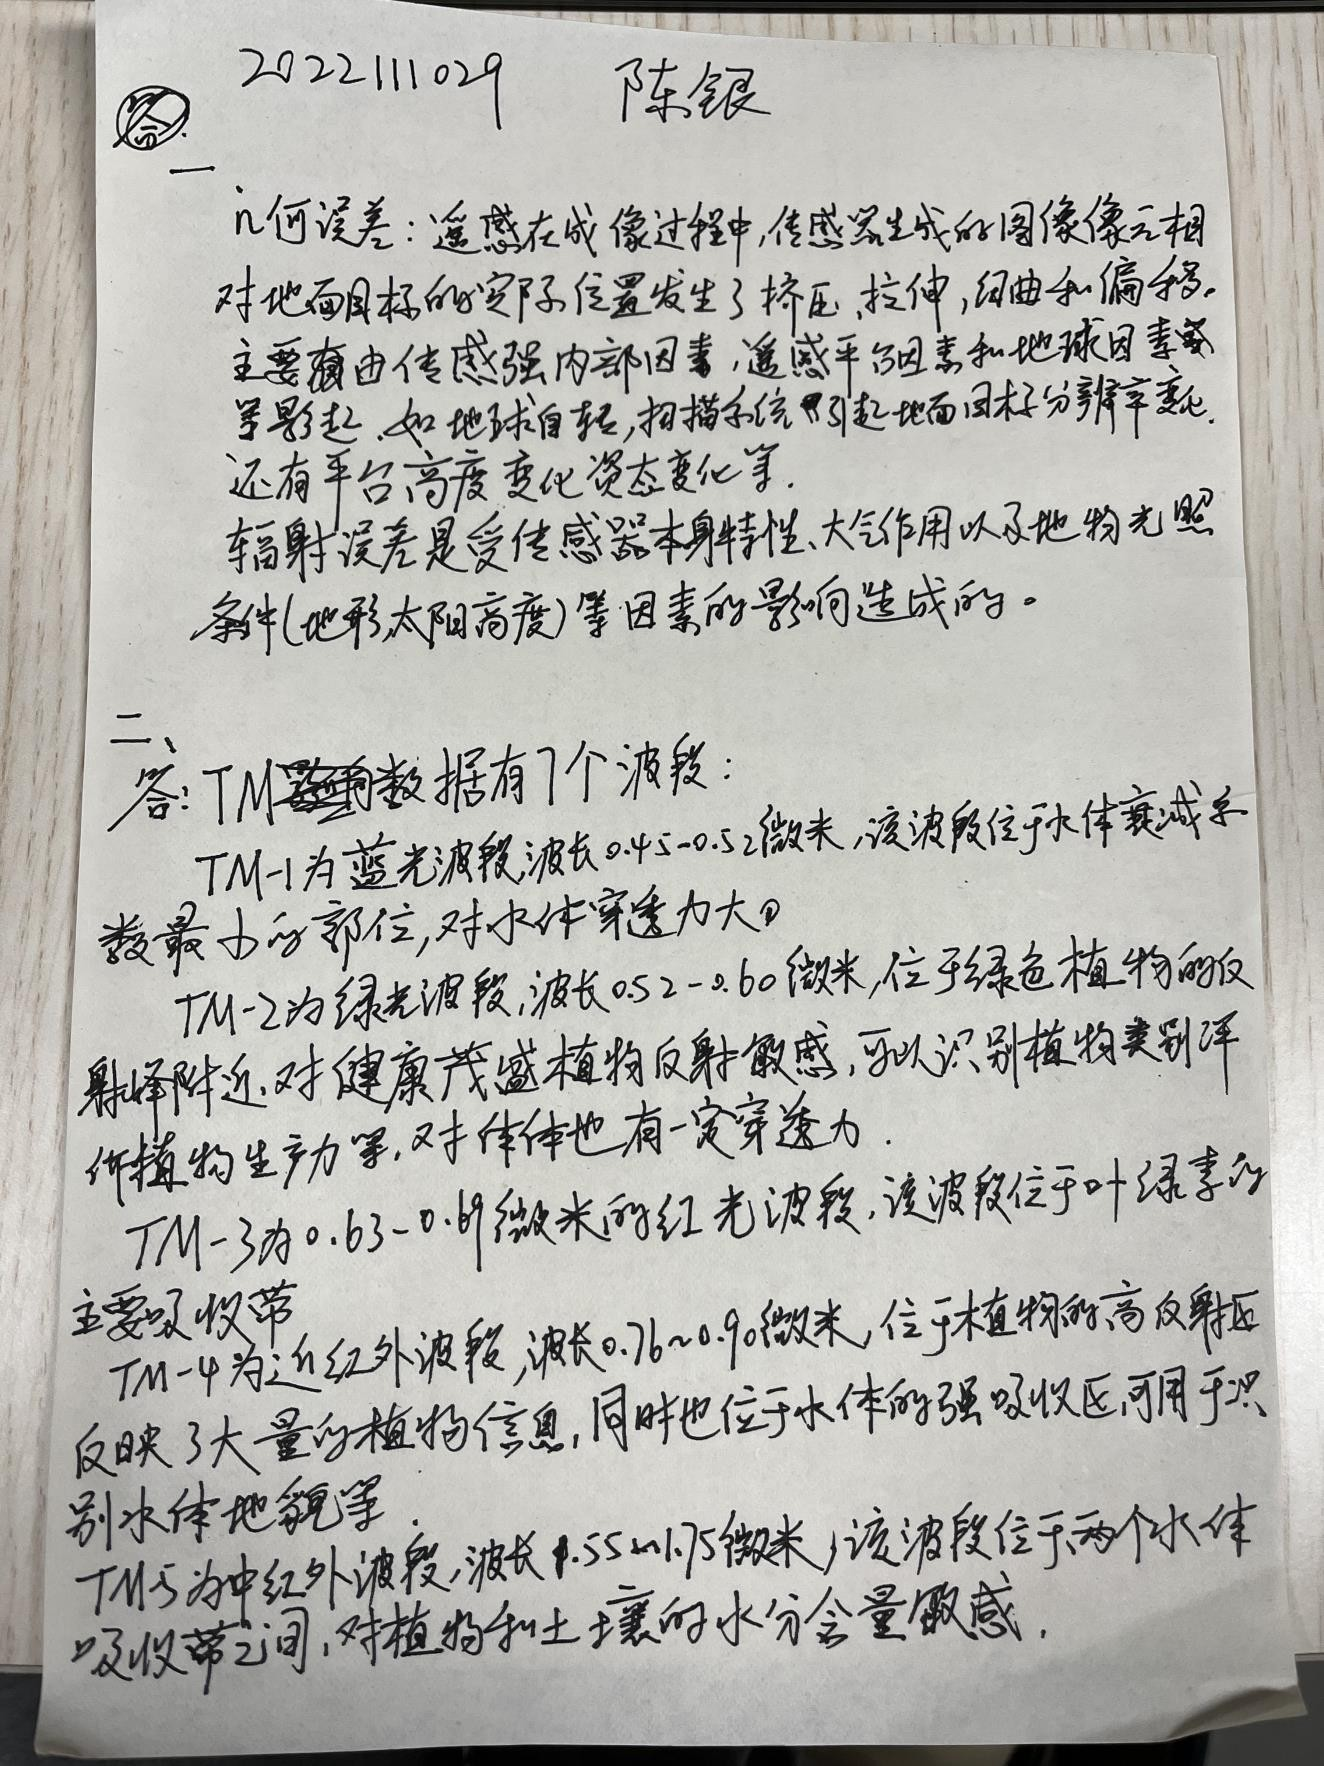 2022111029 陈银
答
一
几何误差：遥感在成像过程中,传感器生成的图像像元相
对地面目标的实际位置发生了挤压、拉伸,扭曲和偏移。
主要有由传感强内部因素,遥感平台因素和地球因素
等影起.如地球自转,扫描系统引起地面目标分辨率变化.
还有平台高度变化姿态变化等.
辐射误差是受传感器本身特性、大气作用以及地物光照
条件(地形,太阳高度)等因素的影响造成的。
二、
答：TM数据有7个波段：
TM-1为蓝光波段,波长0.45-0.52微米,该波段位于水体衰减系
数最小的部位,对水体穿透力大。
TM-2为绿光波段,波长0.52-0.60微米,位于绿色植物的反
射峰附近.对健康茂盛植物反射敏感,可以识别植物类别评
价植物生产力等.对体体也有一定穿透力.
TM-3为0.63-0.69微米的红光波段,该波段位于叶绿素的
主要吸收带
TM-4为近红外波段,波长0.76~0.90微米,位于植物的高反射区
反映了大量的植物信息,同时也位于水体的强吸收区,可用于识
别水体地貌等.
TM-5为中红外波段,波长1.55~1.75微米,该波段位于两个水体
吸收带之间,对植物和土壤的水分含量敏感.